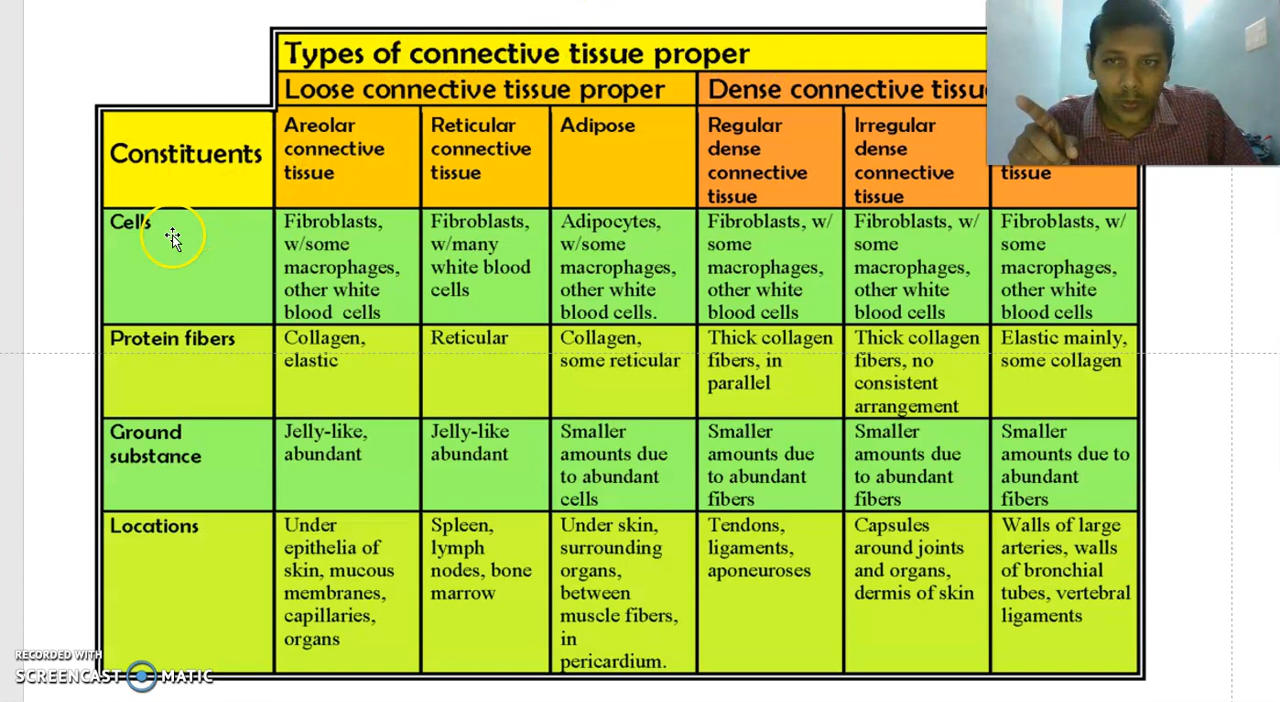 Types of connective tissue proper
Loose connective tissue proper
Dense connective
Constituents
Areolar
connective
tissue
Reticular
connective
tissue
Adipose
Regular
dense
connective
tissue
Irregular
dense
connective
tissue
tissue
Cells
Fibroblasts,
w/some
macrophages,
other white
blood cells
Fibroblasts,
w/many
white blood
cells
Adipocytes,
w/some
macrophages,
other white
blood cells.
Fibroblasts, w/
some
macrophages,
other white
blood cells
Fibroblasts, w/
some
macrophages,
other white
blood cells
Fibroblasts, w/
some
macrophages,
other white
blood cells
Protein fibers
Collagen,
elastic
Reticular
Collagen,
some reticular
Thick collagen
fibers, in
parallel
Thick collagen
fibers, no
consistent
arrangement
Elastic mainly,
some collagen
Ground
substance
Jelly-like,
abundant
Jelly-like
abundant
Smaller
amounts due
to abundant
cells
Smaller
amounts due
to abundant
fibers
Smaller
amounts due
to abundant
fibers
Smaller
amounts due to
abundant
fibers
Locations
Under
epithelia of
skin, mucous
membranes,
capillaries,
organs
Spleen,
lymph
nodes, bone
marrow
Under skin,
surrounding
organs,
between
muscle fibers,
in
pericardium.
Tendons,
ligaments,
aponeuroses
Capsules
around joints
and organs,
dermis of skin
Walls of large
arteries, walls
of bronchial
tubes, vertebral
ligaments
RECORDED WITH
SCREENCAST MATIC